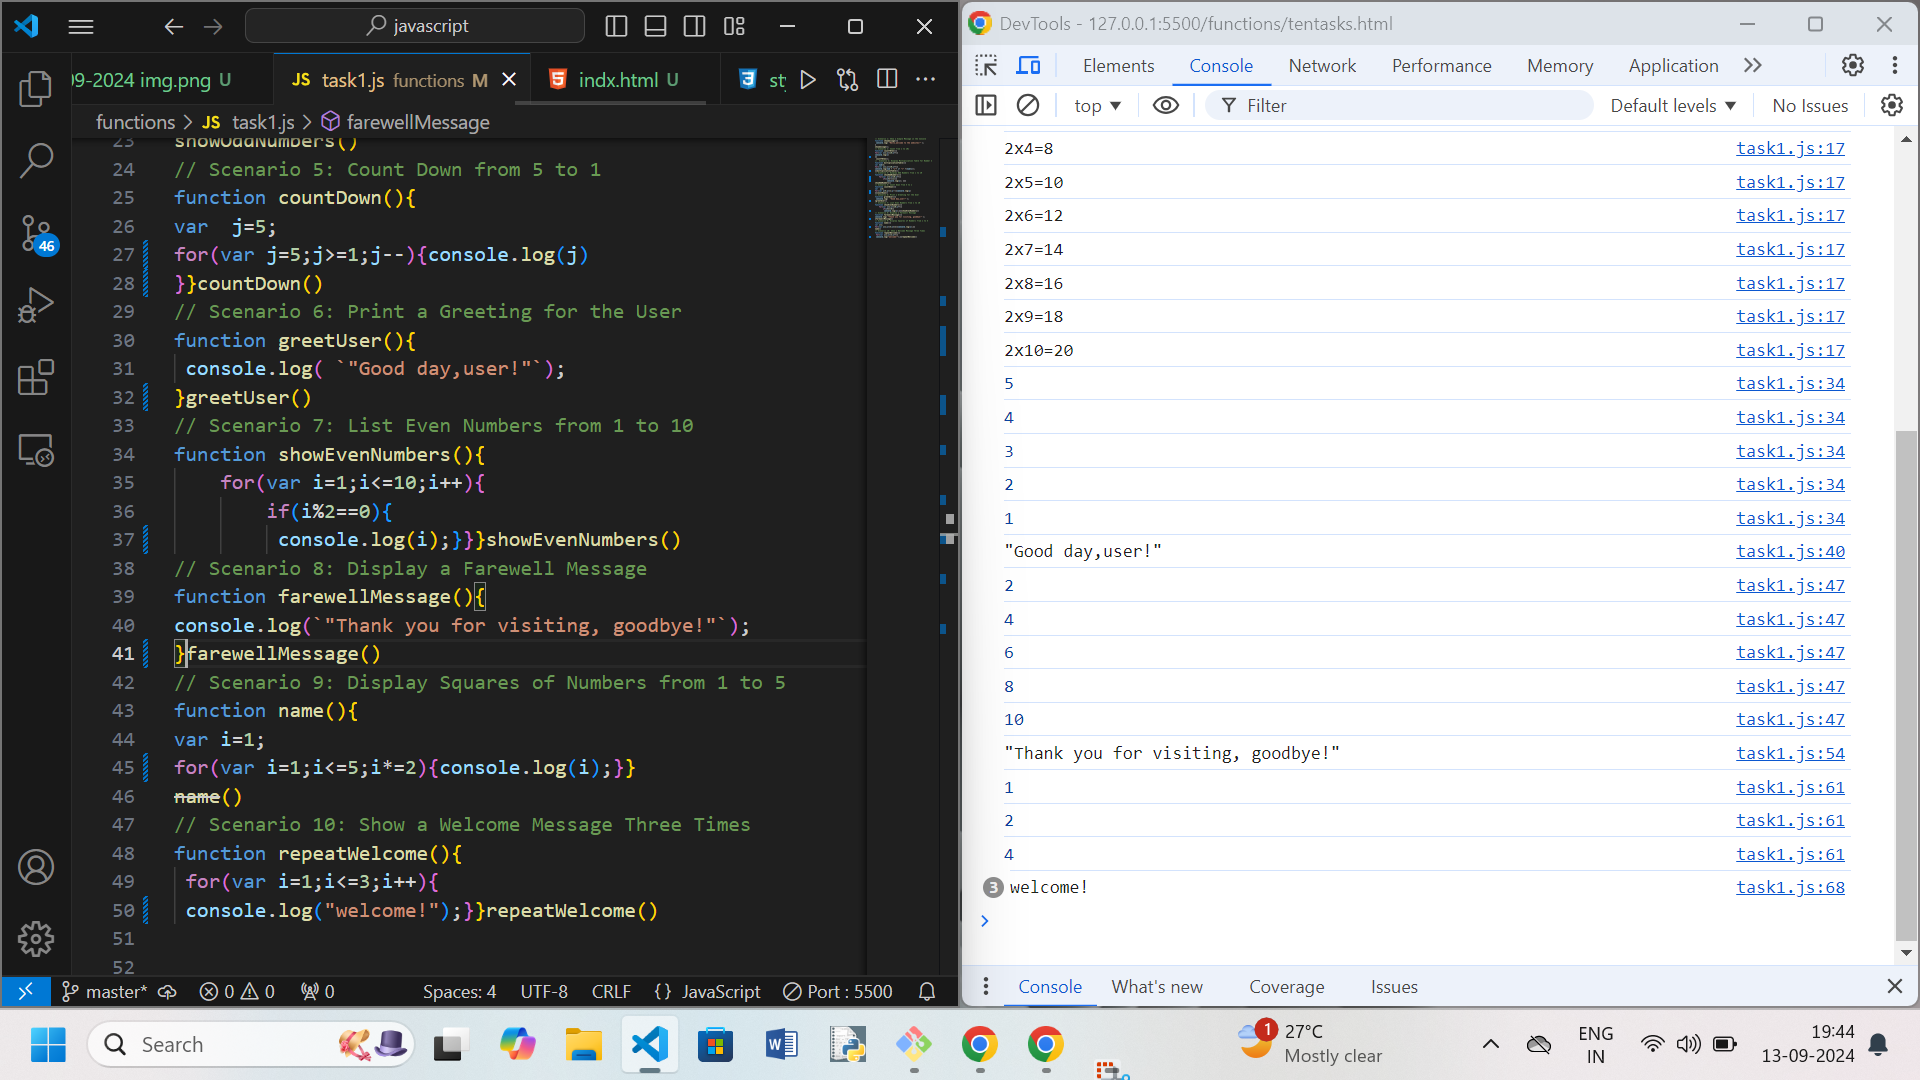 javascript
09-2024 img.png U
JS task1.js functions M
indx.html U
functions > JS task1.js > farewellMessage
23 showOddNumbers()
24 // Scenario 5: Count Down from 5 to 1
25 function countDown(){
26 var  j=5;
27 for(var j=5;j>=1;j--){console.log(j)
28 }}countDown()
29 // Scenario 6: Print a Greeting for the User
30 function greetUser(){
31 console.log( `"Good day,user!"`);
32 }greetUser()
33 // Scenario 7: List Even Numbers from 1 to 10
34 function showEvenNumbers(){
35 for(var i=1;i<=10;i++){
36 if(i%2==0){
37 console.log(i);}}}showEvenNumbers()
38 // Scenario 8: Display a Farewell Message
39 function farewellMessage(){
40 console.log(`"Thank you for visiting, goodbye!"`);
41 }farewellMessage()
42 // Scenario 9: Display Squares of Numbers from 1 to 5
43 function name(){
44 var i=1;
45 for(var i=1;i<=5;i*=2){console.log(i);}}
46 name()
47 // Scenario 10: Show a Welcome Message Three Times
48 function repeatWelcome(){
49 for(var i=1;i<=3;i++){
50 console.log("welcome!");}}repeatWelcome()
51
52
46
master* 0 0 0 Spaces: 4 UTF-8 CRLF {} JavaScript Port : 5500
DevTools - 127.0.0.1:5500/functions/tentasks.html
Elements Console Network Performance Memory Application
top Filter Default levels No Issues
2x4=8 task1.js:17
2x5=10 task1.js:17
2x6=12 task1.js:17
2x7=14 task1.js:17
2x8=16 task1.js:17
2x9=18 task1.js:17
2x10=20 task1.js:17
5 task1.js:34
4 task1.js:34
3 task1.js:34
2 task1.js:34
1 task1.js:34
"Good day,user!" task1.js:40
2 task1.js:47
4 task1.js:47
6 task1.js:47
8 task1.js:47
10 task1.js:47
"Thank you for visiting, goodbye!" task1.js:54
1 task1.js:61
2 task1.js:61
4 task1.js:61
3 welcome! task1.js:68
Console What's new Coverage Issues
Search
1 27°C
Mostly clear
ENG
IN
19:44
13-09-2024